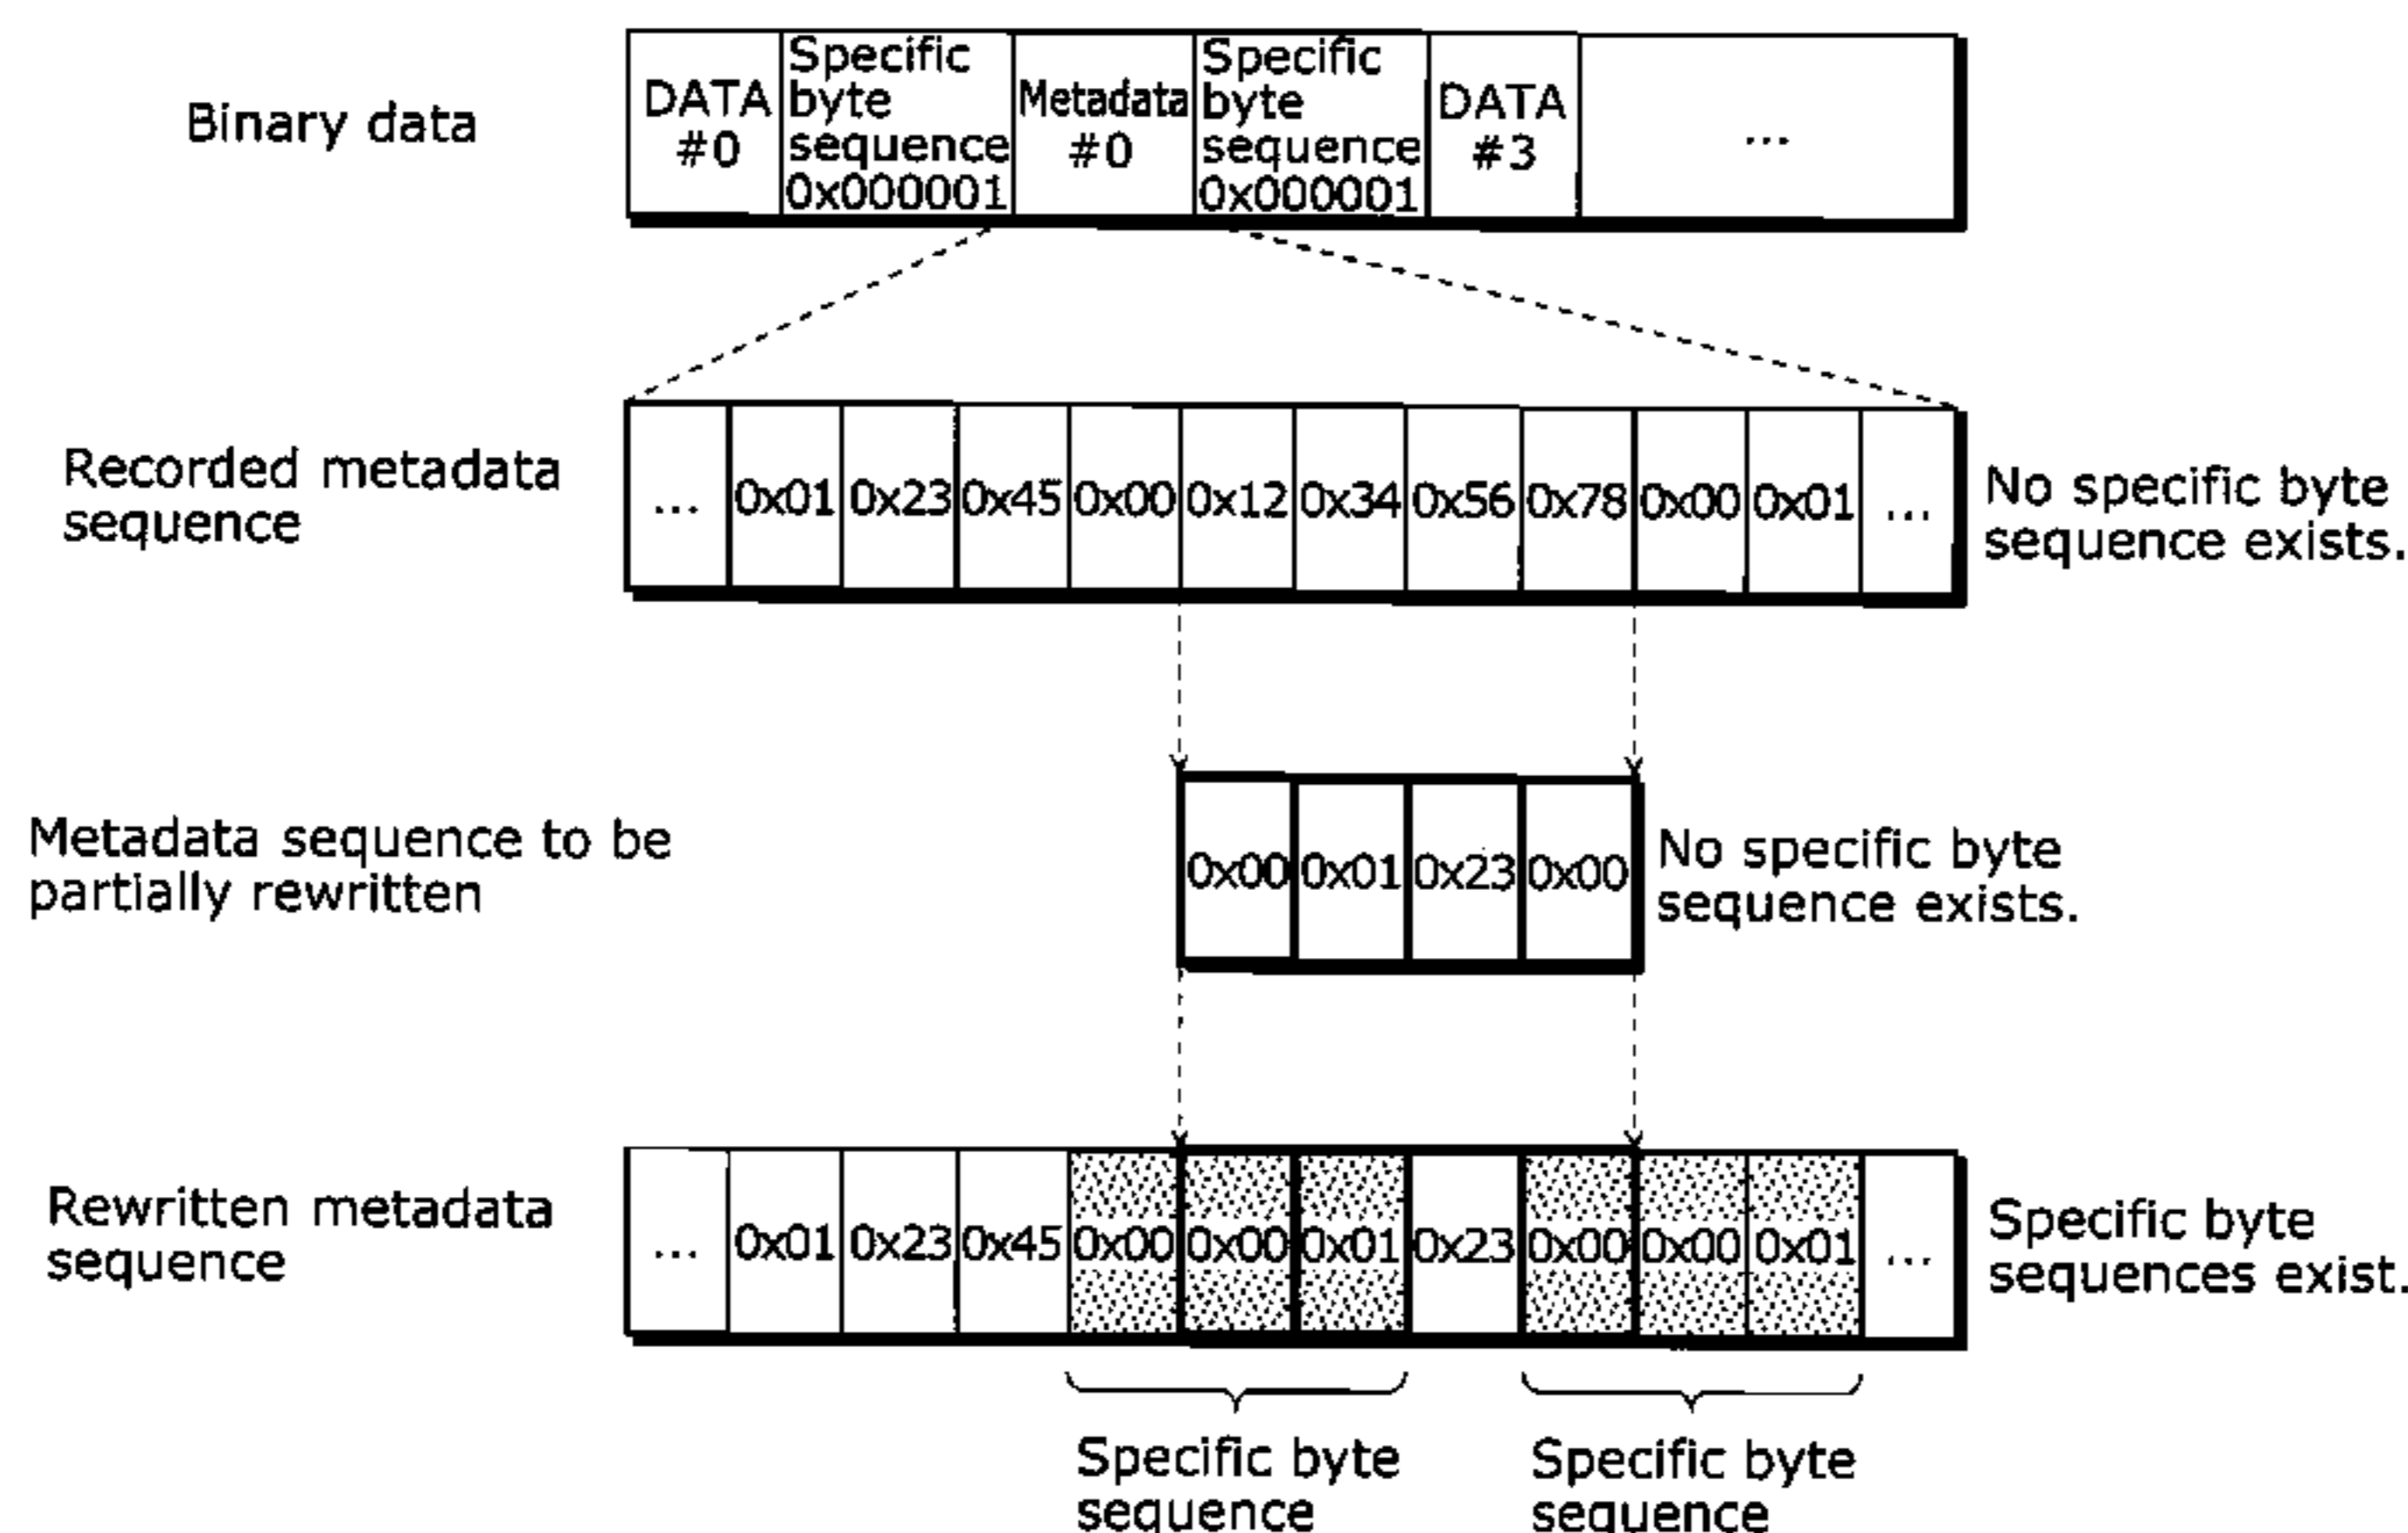 Binary data
DATA
#0
Specific
byte
sequence
0x000001
Metadata
#0
Specific
byte
sequence
0x000001
DATA
#3
...
Recorded metadata
sequence
... 0x01 0x23 0x45 0x00 0x12 0x34 0x56 0x78 0x00 0x01 ...
No specific byte
sequence exists.
Metadata sequence to be
partially rewritten
0x00 0x01 0x23 0x00
No specific byte
sequence exists.
Rewritten metadata
sequence
... 0x01 0x23 0x45 0x00 0x00 0x01 0x23 0x00 0x00 0x01 ...
Specific byte
sequences exist.
Specific byte
sequence
Specific byte
sequence